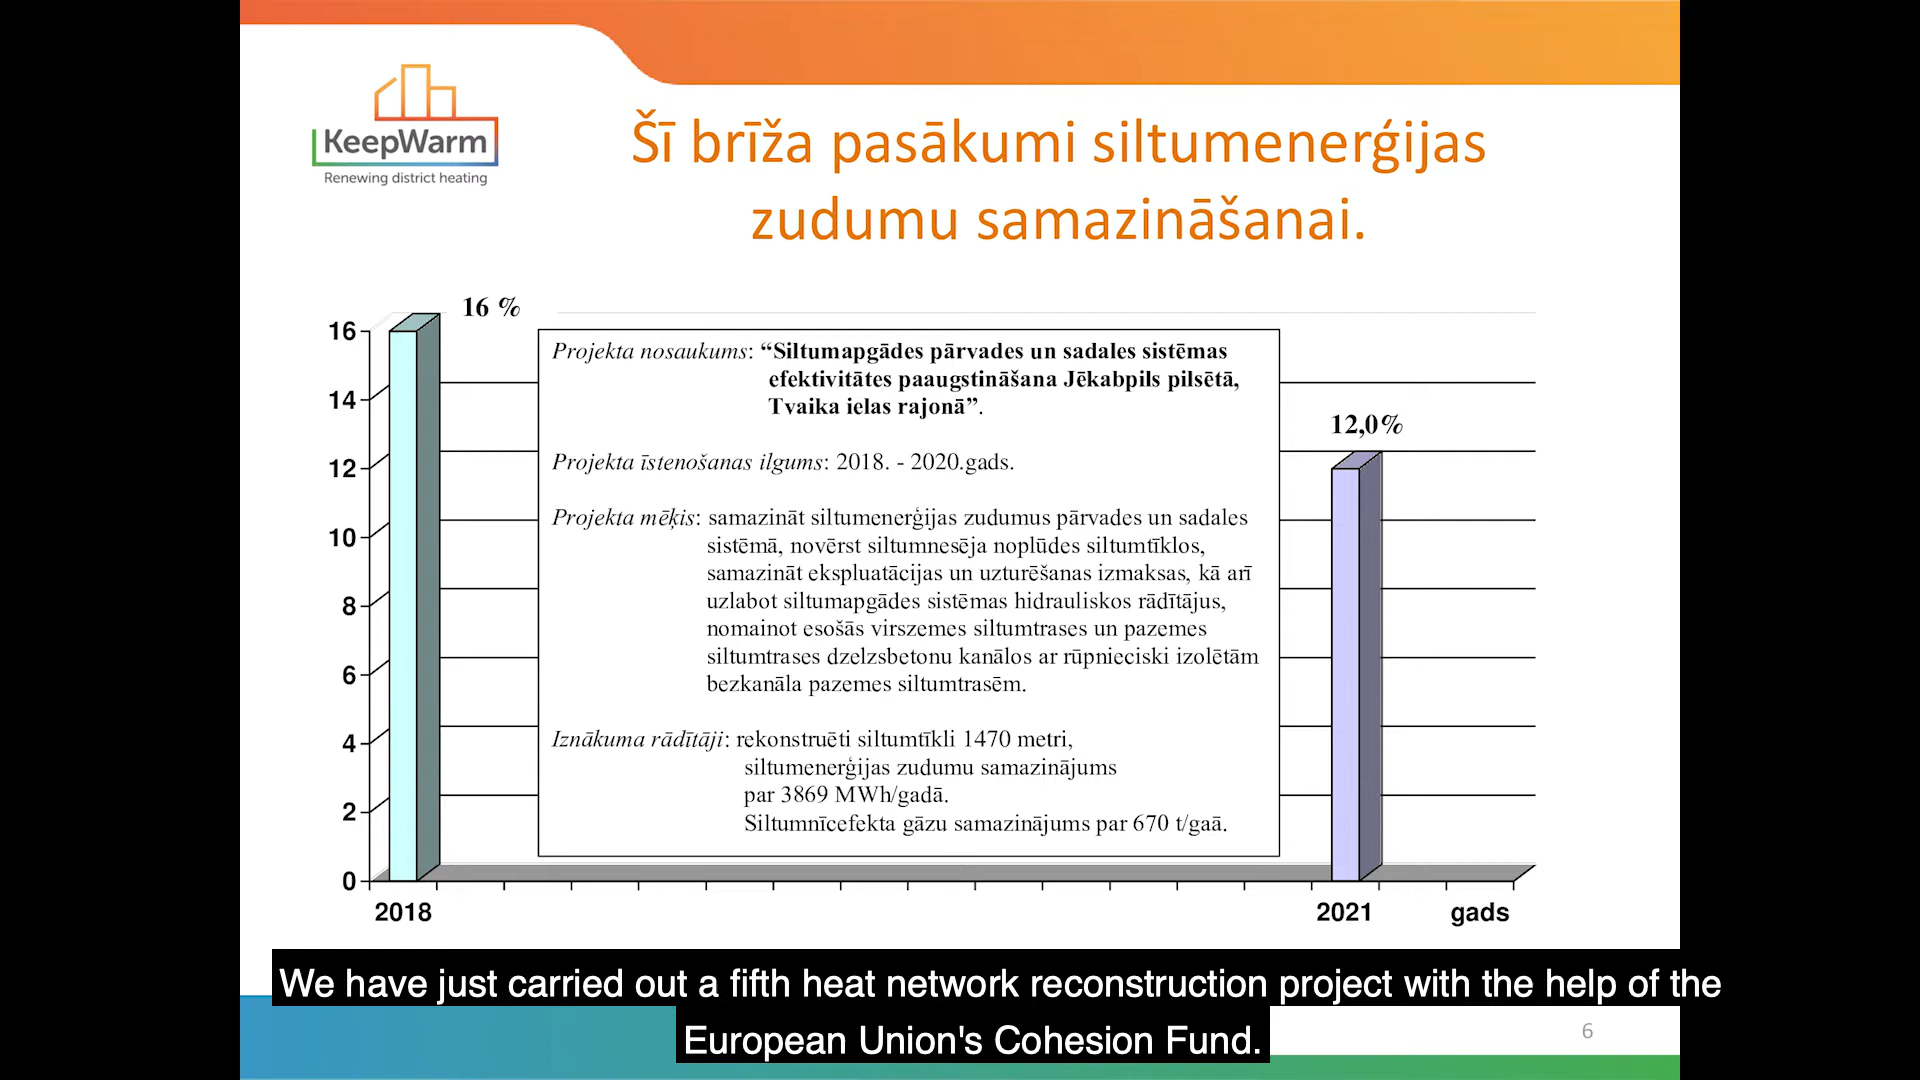 KeepWarm
Renewing district heating
Šī brīža pasākumi siltumenerģijas
zudumu samazināšanai.
16 %
12,0%
16
14
12
10
8
6
4
2
0
Projekta nosaukums: “Siltumapgādes pārvades un sadales sistēmas
efektivitātes paaugstināšana Jēkabpils pilsētā,
Tvaika ielas rajonā”.
Projekta īstenošanas ilgums: 2018. - 2020.gads.
Projekta mēķis: samazināt siltumenerģijas zudumus pārvades un sadales
sistēmā, novērst siltumnesēja noplūdes siltumtīklos,
samazināt ekspluatācijas un uzturēšanas izmaksas, kā arī
uzlabot siltumapgādes sistēmas hidrauliskos rādītājus,
nomainot esošās virszemes siltumtrases un pazemes
siltumtrases dzelzsbetonu kanālos ar rūpnieciski izolētām
bezkanāla pazemes siltumtrasēm.
Iznākuma rādītāji: rekonstruēti siltumtīkli 1470 metri,
siltumenerģijas zudumu samazinājums
par 3869 MWh/gadā.
Siltumnīcefekta gāzu samazinājums par 670 t/gaā.
2018
2021
gads
We have just carried out a fifth heat network reconstruction project with the help of the
European Union's Cohesion Fund.
6